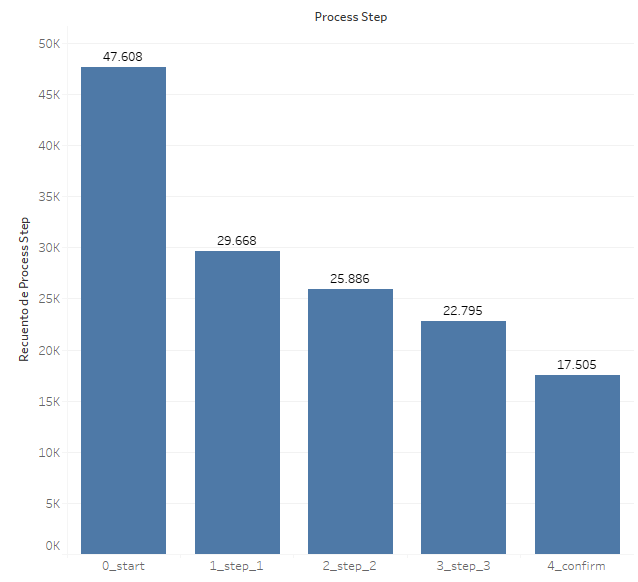 Process Step
50K
45K
40K
35K
30K
25K
20K
15K
10K
5K
0K
Recuento de Process Step
47.608
29.668
25.886
22.795
17.505
0_start
1_step_1
2_step_2
3_step_3
4_confirm